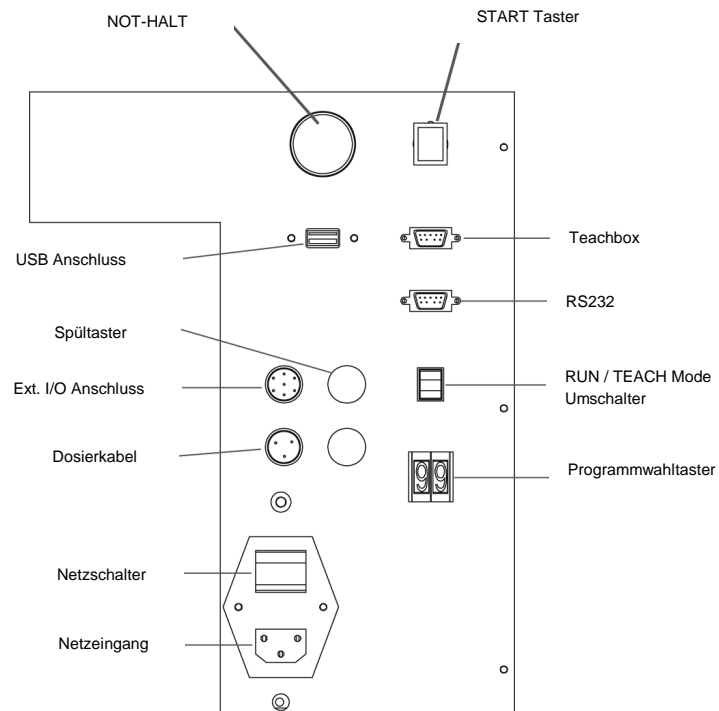 NOT-HALT
START Taster
USB Anschluss
Teachbox
RS232
Spültaster
Ext. I/O Anschluss
RUN / TEACH Mode
Umschalter
Dosierkabel
Programmwahltaster
99
Netzschalter
Netzeingang